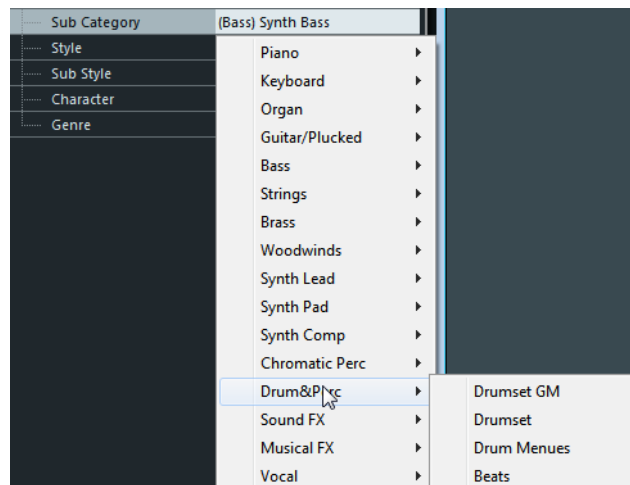 Sub Category (Bass) Synth Bass
Style
Sub Style
Character
Genre
Piano
Keyboard
Organ
Guitar/Plucked
Bass
Strings
Brass
Woodwinds
Synth Lead
Synth Pad
Synth Comp
Chromatic Perc
Drum&Perc
Sound FX
Musical FX
Vocal
Drumset GM
Drumset
Drum Menues
Beats